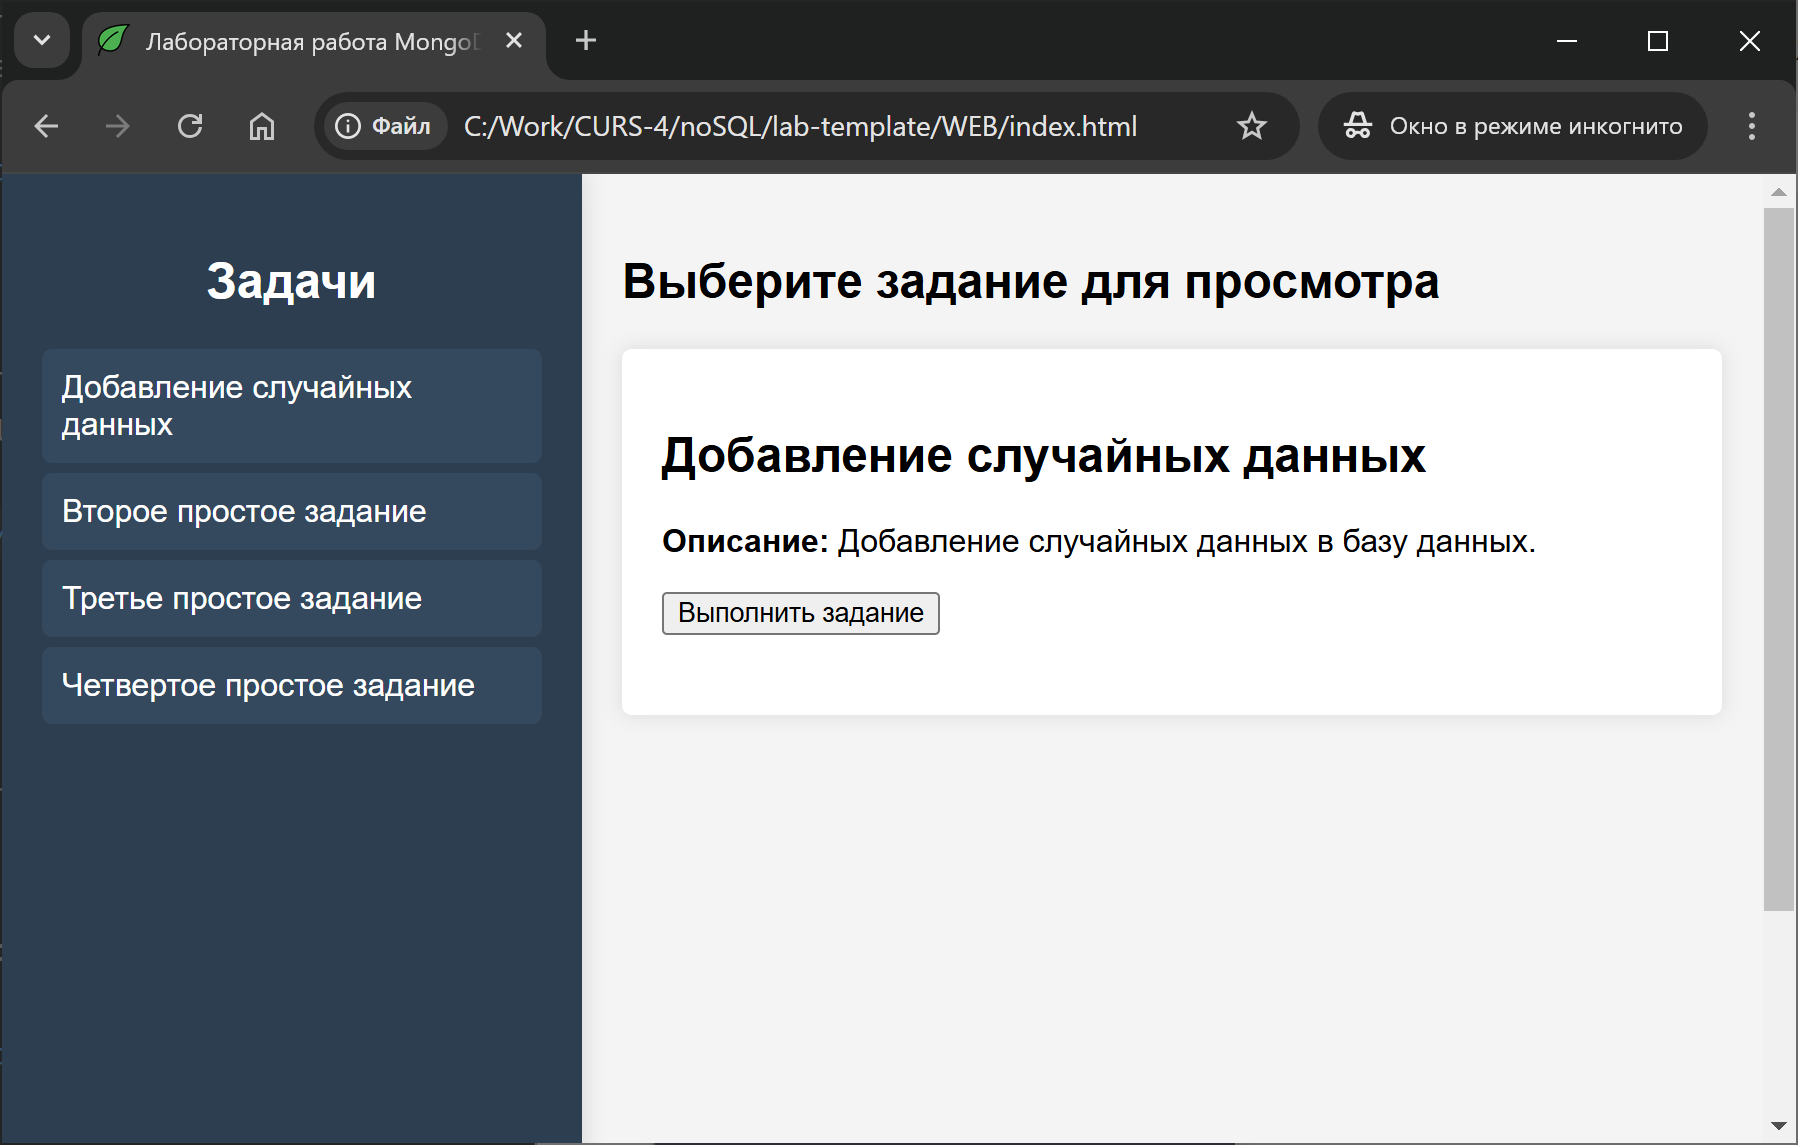 Лабораторная работа Mongo
Файл
C:/Work/CURS-4/noSQL/lab-template/WEB/index.html
Окно в режиме инкогнито
Задачи
Добавление случайных
данных
Второе простое задание
Третье простое задание
Четвертое простое задание
Выберите задание для просмотра
Добавление случайных данных
Описание: Добавление случайных данных в базу данных.
Выполнить задание